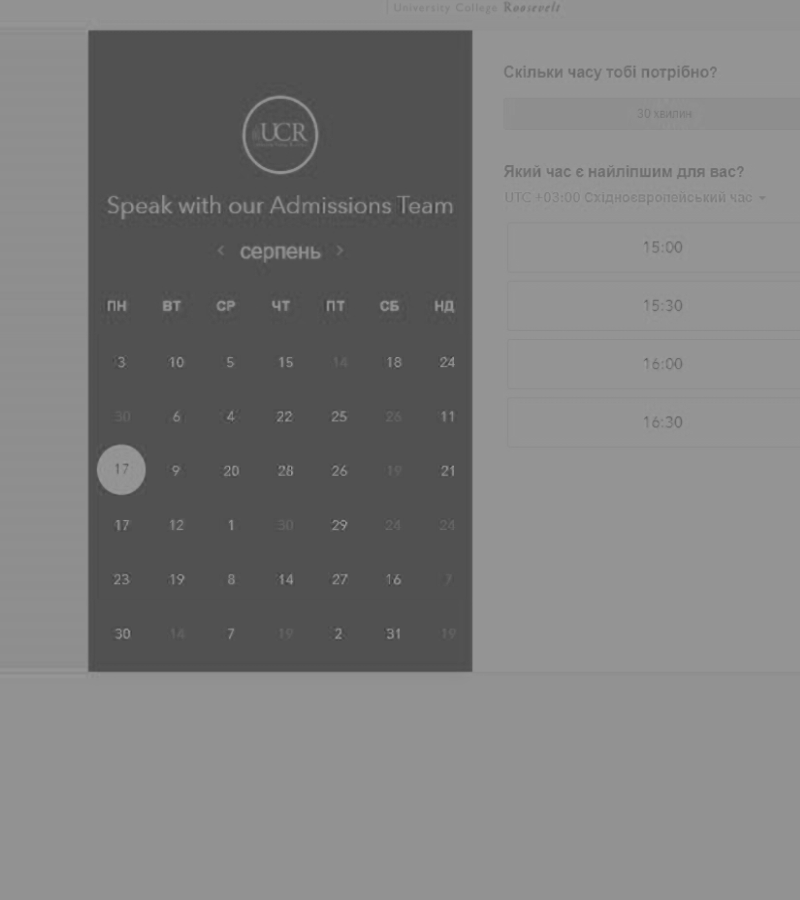 University College Roosevelt
UCR
Speak with our Admissions Team
< серпень >
ПН ВТ СР ЧТ ПТ СБ НД
3 10 5 15 14 18 24
30 6 4 22 25 26 11
17 9 20 28 26 19 21
17 12 1 30 29 24 24
23 19 8 14 27 16 7
30 14 7 19 2 31 19
Скільки часу тобі потрібно?
30 хвилин
Який час є найліпшим для вас?
UTC +03:00 Східноєвропейський час
15:00
15:30
16:00
16:30